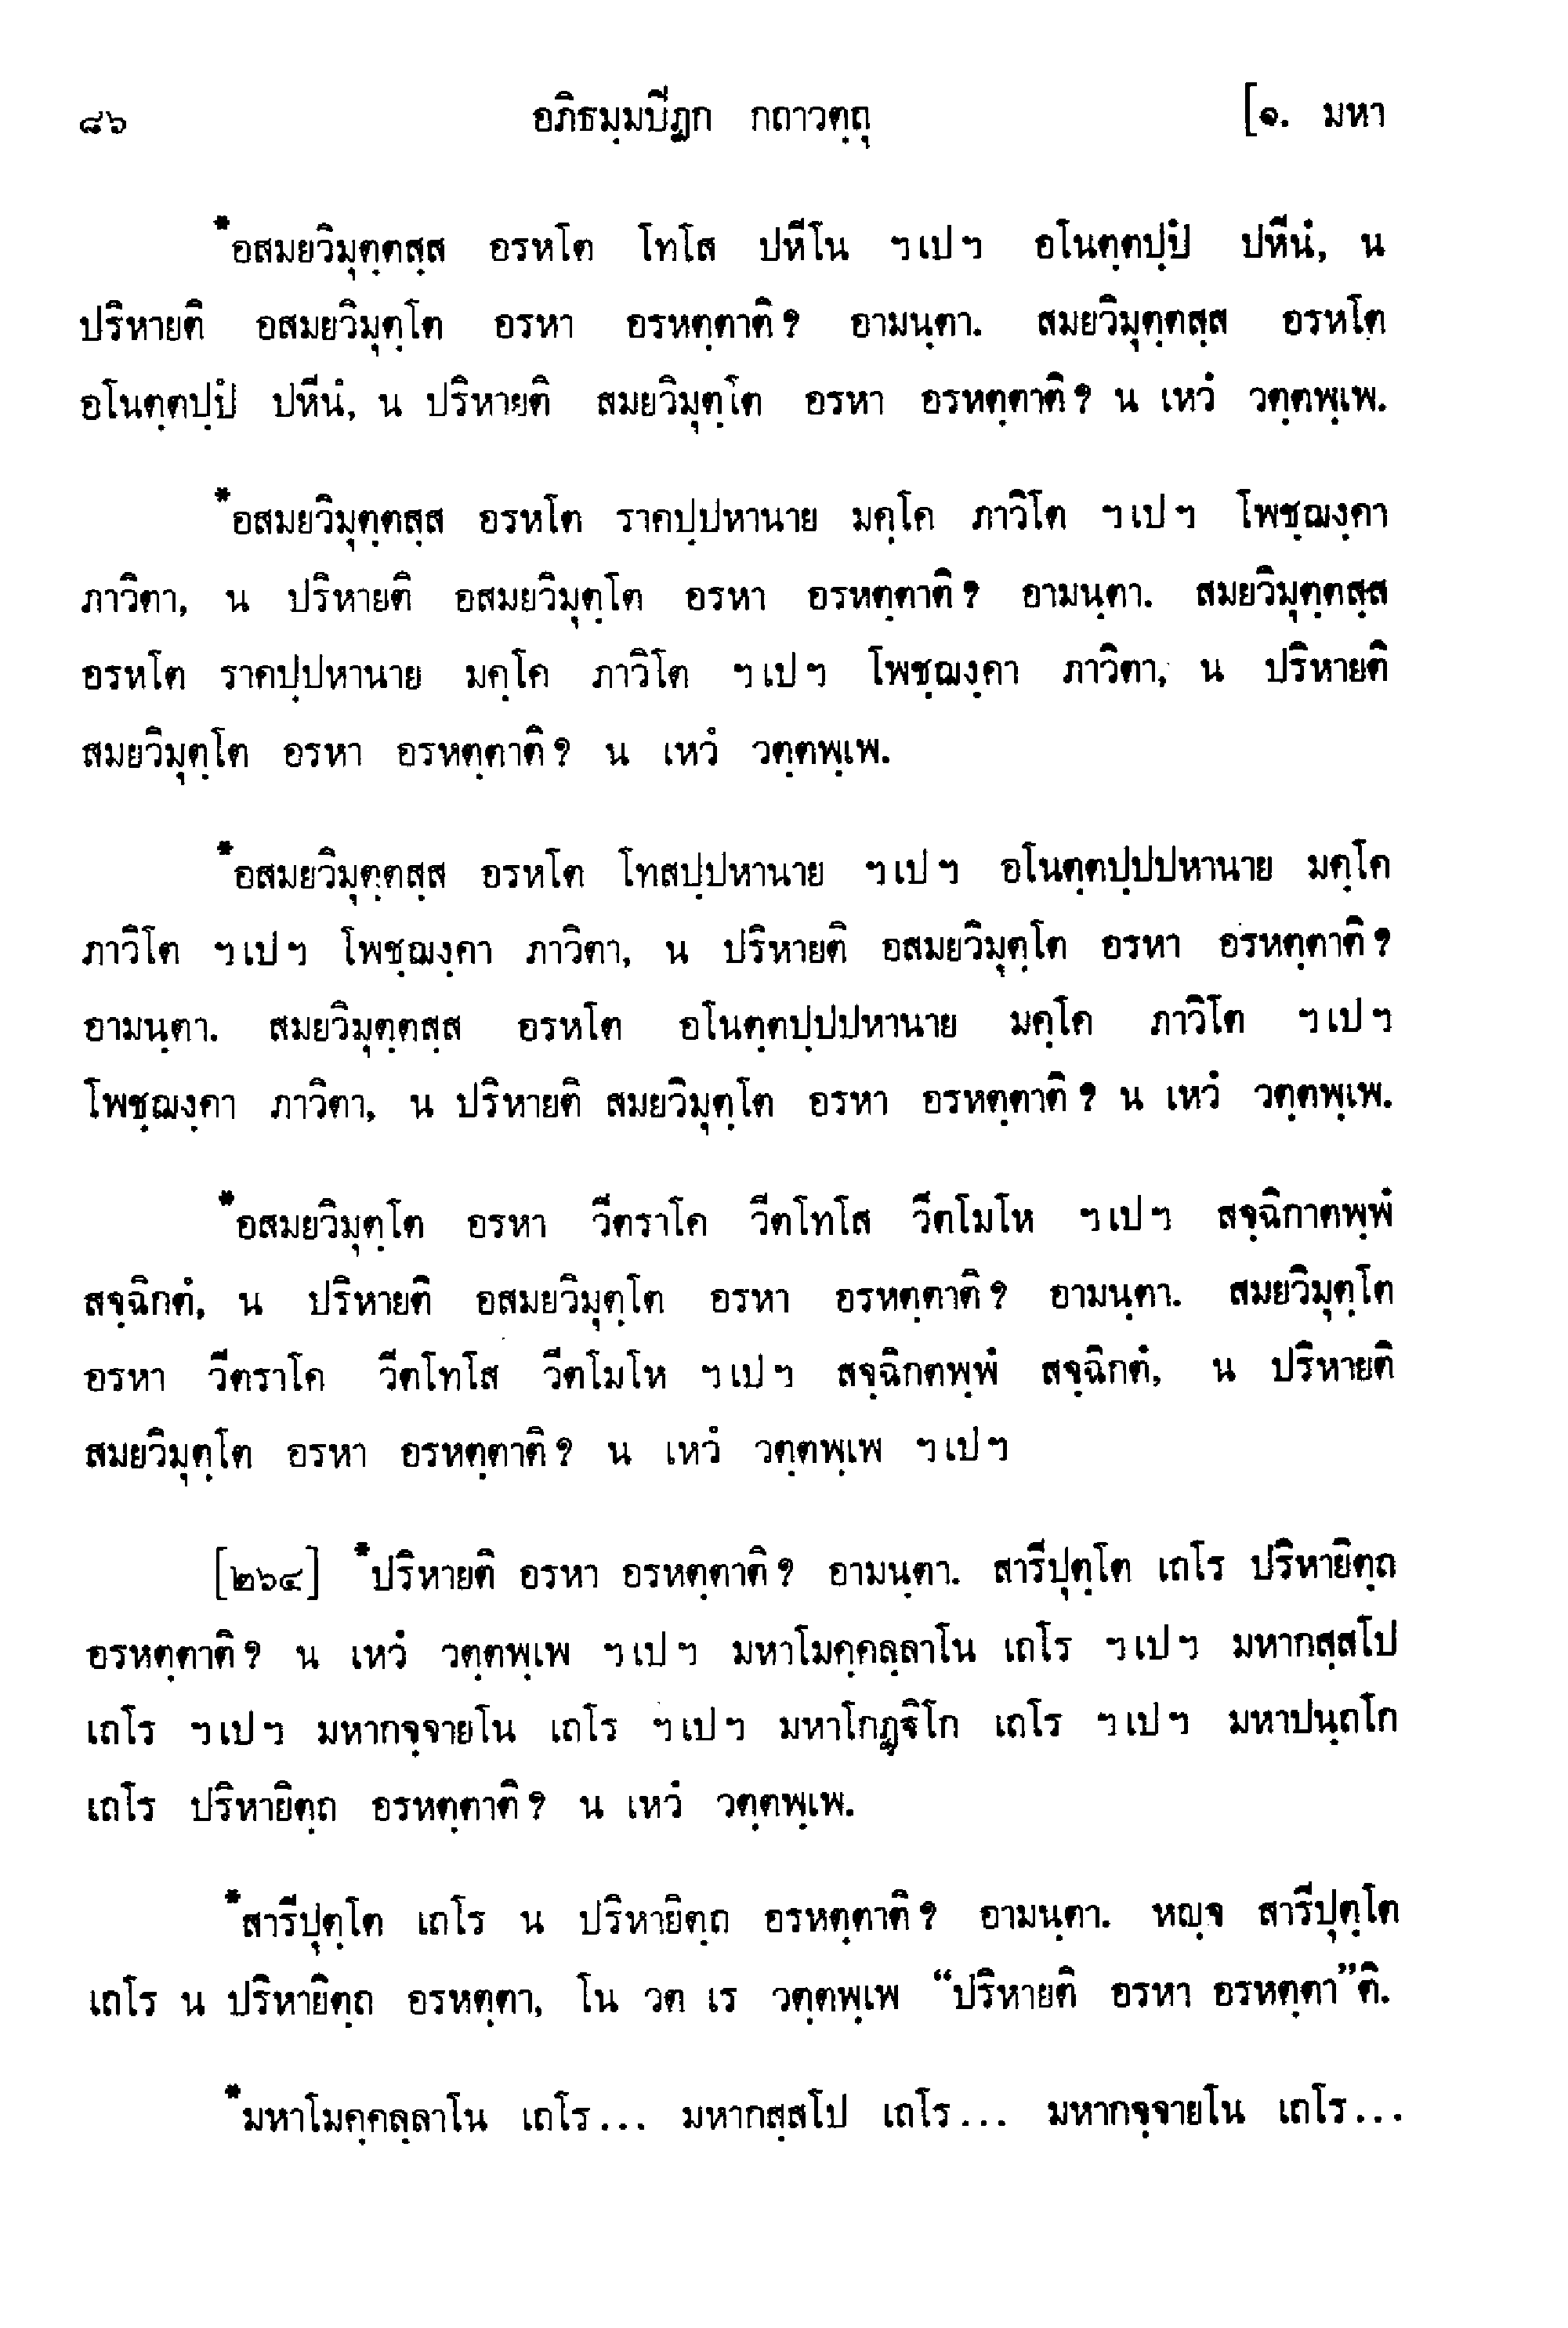 ๘๖ อภิธมฺมปีฏก กถาวตฺถุ [๑. มหา
*อสมยวิมุตฺตสฺส อรหโต โทโส ปหีโน ฯเปฯ อโนตฺตปฺปํ ปหีนํ, น
ปริหายติ อสมยวิมุตฺโต อรหา อรหตฺตาติ? อามนฺตา. สมยวิมุตฺตสฺส อรหโต
อโนตฺตปฺปํ ปหีนํ, น ปริหายติ สมยวิมุตฺโต อรหา อรหตฺตาติ? น เหวํ วตฺตพฺเพ.
*อสมยวิมุตฺตสฺส อรหโต ราคปฺปหานาย มคฺโค ภาวิโต ฯเปฯ โพชฺฌงฺคา
ภาวิตา, น ปริหายติ อสมยวิมุตฺโต อรหา อรหตฺตาติ? อามนฺตา. สมยวิมุตฺตสฺส
อรหโต ราคปฺปหานาย มคฺโค ภาวิโต ฯเปฯ โพชฺฌงฺคา ภาวิตา, น ปริหายติ
สมยวิมุตฺโต อรหา อรหตฺตาติ? น เหวํ วตฺตพฺเพ.
*อสมยวิมุตฺตสฺส อรหโต โทสปฺปหานาย ฯเปฯ อโนตฺตปฺปปหานาย มคฺโค
ภาวิโต ฯเปฯ โพชฺฌงฺคา ภาวิตา, น ปริหายติ อสมยวิมุตฺโต อรหา อรหตฺตาติ?
อามนฺตา. สมยวิมุตฺตสฺส อรหโต อโนตฺตปฺปปหานาย มคฺโค ภาวิโต ฯเปฯ
โพชฺฌงฺคา ภาวิตา, น ปริหายติ สมยวิมุตฺโต อรหา อรหตฺตาติ? น เหวํ วตฺตพฺเพ.
*อสมยวิมุตฺโต อรหา วีตราโค วีตโทโส วีตโมโห ฯเปฯ สจฺฉิกาตพฺพํ
สจฺฉิกตํ, น ปริหายติ อสมยวิมุตฺโต อรหา อรหตฺตาติ? อามนฺตา. สมยวิมุตฺโต
อรหา วีตราโค วีตโทโส วีตโมโห ฯเปฯ สจฺฉิกตพฺพํ สจฺฉิกตํ, น ปริหายติ
สมยวิมุตฺโต อรหา อรหตฺตาติ? น เหวํ วตฺตพฺเพ ฯเปฯ
[๒๖๔] *ปริหายติ อรหา อรหตฺตาติ? อามนฺตา. สารีปุตฺโต เถโร ปริหายิตฺถ
อรหตฺตาติ? น เหวํ วตฺตพฺเพ ฯเปฯ มหาโมคฺคลฺลาโน เถโร ฯเปฯ มหากสฺสโป
เถโร ฯเปฯ มหากจฺจายโน เถโร ฯเปฯ มหาโกฏฺฐิโก เถโร ฯเปฯ มหาปนฺถโก
เถโร ปริหายิตฺถ อรหตฺตาติ? น เหวํ วตฺตพฺเพ.
*สารีปุตฺโต เถโร น ปริหายิตฺถ อรหตฺตาติ? อามนฺตา. หญฺจ สารีปุตฺโต
เถโร น ปริหายิตฺถ อรหตฺตา, โน วต เร วตฺตพฺเพ “ปริหายติ อรหา อรหตฺตา”ติ.
*มหาโมคฺคลฺลาโน เถโร... มหากสฺสโป เถโร... มหากจฺจายโน เถโร...